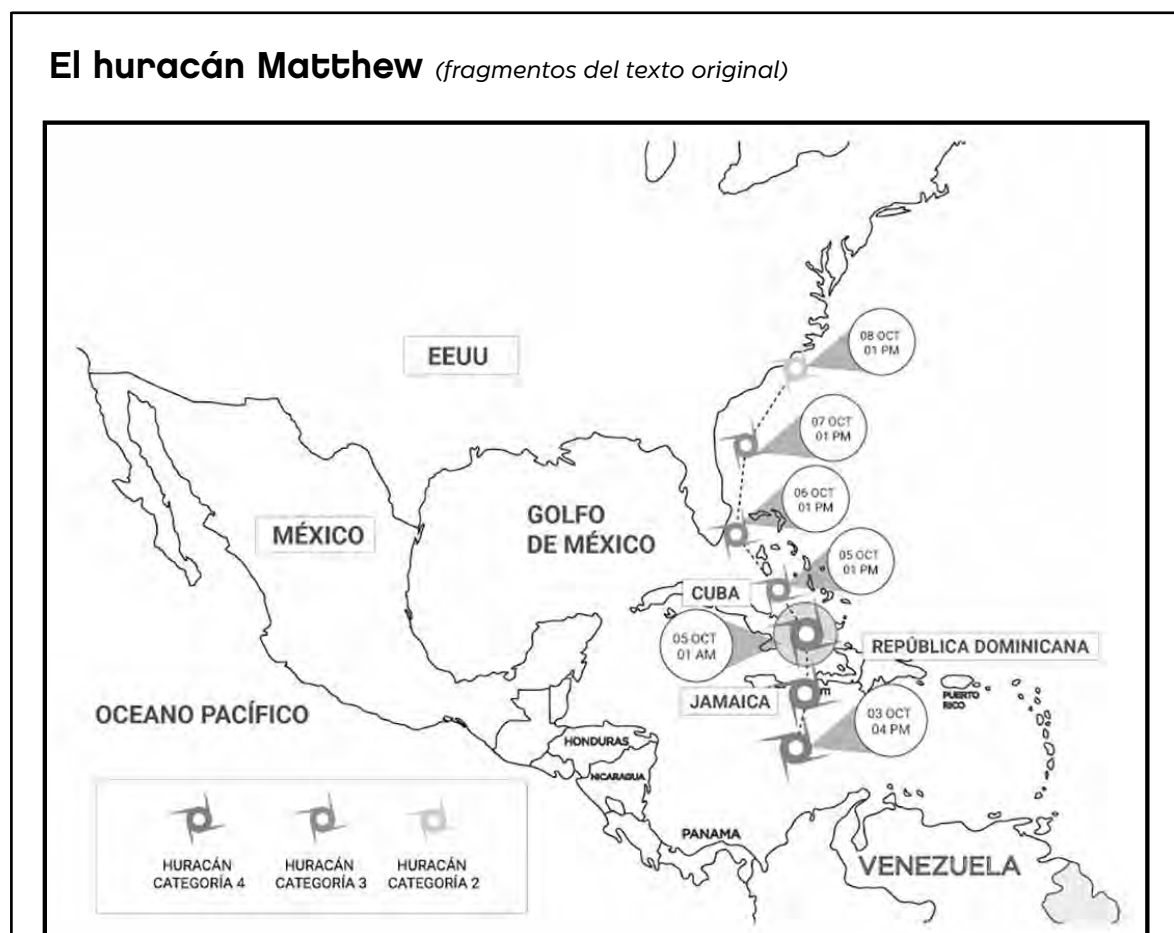 El huracán Matthew (fragmentos del texto original)
08 OCT
01 PM
EEUU
07 OCT
01 PM
06 OCT
01 PM
MÉXICO
GOLFO
DE MÉXICO
05 OCT
01 PM
CUBA
05 OCT
01 AM
REPÚBLICA DOMINICANA
JAMAICA
PUERTO
RICO
OCEANO PACÍFICO
03 OCT
04 PM
HONDURAS
NICARAGUA
PANAMA
VENEZUELA
HURACÁN
CATEGORÍA 4
HURACÁN
CATEGORÍA 3
HURACÁN
CATEGORÍA 2